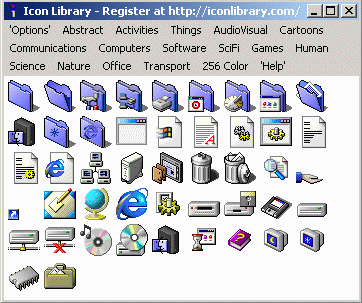 Icon Library - Register at http://iconlibrary.com/
'Options' Abstract Activities Things AudioVisual Cartoons
Communications Computers Software SciFi Games Human
Science Nature Office Transport 256 Color 'Help'